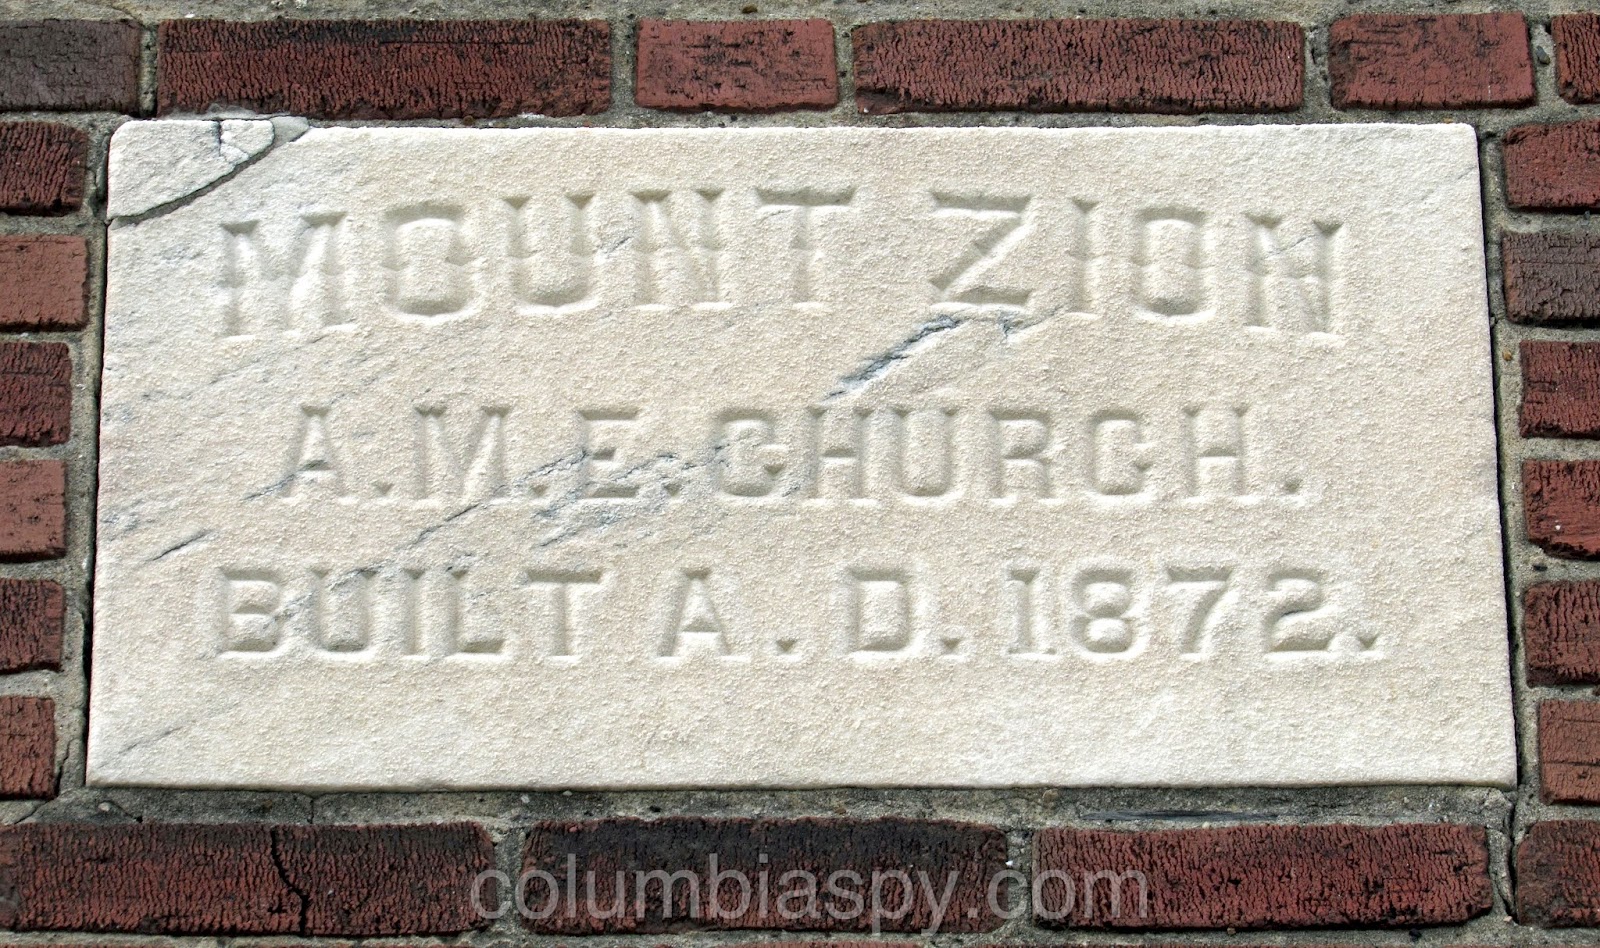 MOUNT ZION
A.M.E. CHURCH.
BUILT A. D. 1872.
columbiaspy.com